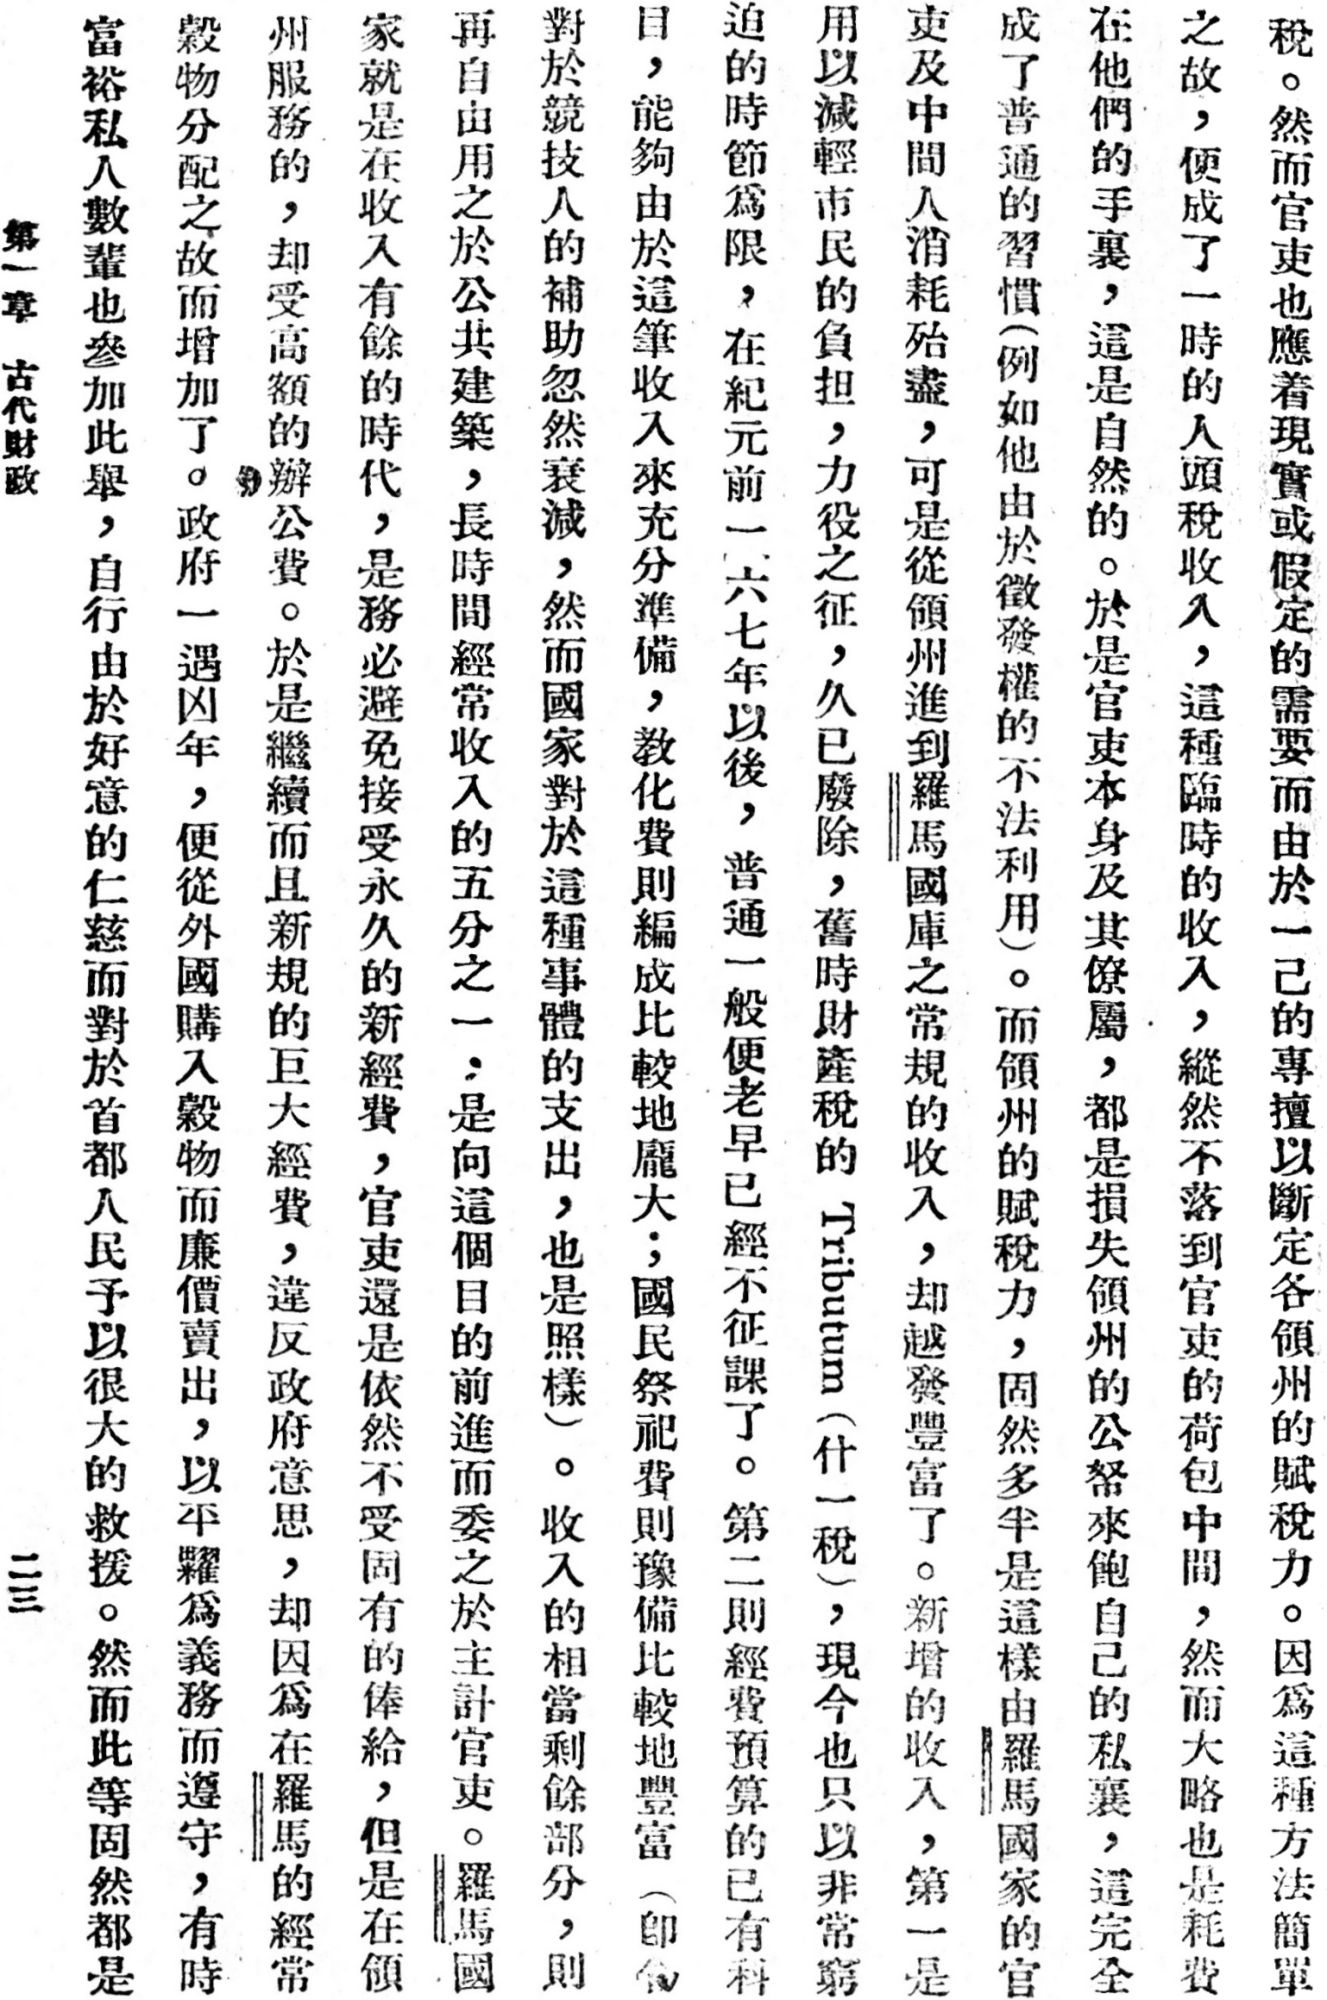 稅。然而官吏也應着現實或假定的需要而由於一己的專擅以斷定各領州的賦稅力。因爲這種方法簡單
之故，便成了一時的人頭稅收入，這種臨時的收入，縱然不落到官吏的荷包中間，然而大略也是耗費
在他們的手裏，這是自然的。於是官吏本身及其僚屬，都是損失領州的公帑來飽自己的私囊，這完全
成了普通的習慣（例如他由於徵發權的不法利用）。而領州的賦稅力，固然多半是這樣由羅馬國家的官
吏及中間人消耗殆盡，可是從領州進到羅馬國庫之常規的收入，却越發豐富了。新增的收入，第一是
用以減輕市民的負担，力役之征，久已廢除，舊時財產稅的 Tributum（什一稅），現今也只以非常窮
迫的時節爲限，在紀元前一六七年以後，普通一般便老早已經不征課了。第二則經費預算的已有科
目，能夠由於這筆收入來充分準備，教化費則編成比較地龐大；國民祭祀費則豫備比較地豐富（卽令
對於競技人的補助忽然衰減，然而國家對於這種事體的支出，也是照樣）。收入的相當剩餘部分，則
再自由用之於公共建築，長時間經常收入的五分之一；是向這個目的前進而委之於主計官吏。羅馬國
家就是在收入有餘的時代，是務必避免接受永久的新經費，官吏還是依然不受固有的俸給，但是在領
州服務的，却受高額的辦公費。於是繼續而且新規的巨大經費，違反政府意思，却因爲在羅馬的經常
穀物分配之故而增加了。政府一遇凶年，便從外國購入穀物而廉價賣出，以平糶爲義務而遵守，有時
富裕私人數輩也參加此舉，自行由於好意的仁慈而對於首都人民予以很大的救援。然而此等固然都是
第一章　古代財政
二三